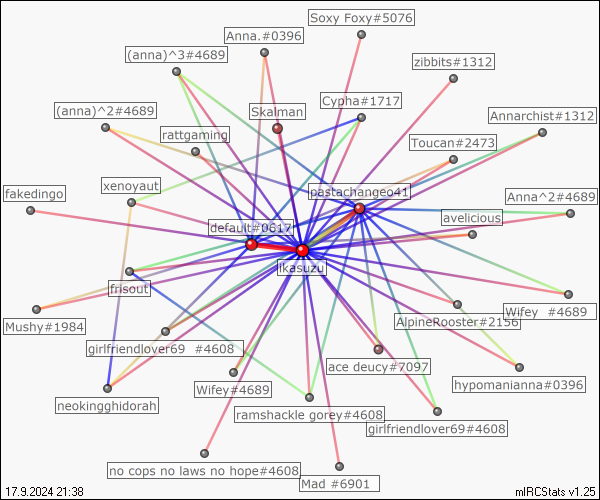 Soxy Foxy#5076
Anna.#0396
(anna)^3#4689
zibbits#1312
Cypha#1717
(anna)^2#4689
Skalman
Annarchist#1312
rattgaming
Toucan#2473
xenoyaut
pastachangeo41
fakedingo
Anna^2#4689
avelicious
default#0617
ikasuzu
frisout
Wifey #4689
AlpineRooster#2156
Mushy#1984
girlfriendlover69 #4608
ace deucy#7097
hypomanianna#0396
Wifey#4689
neokingghidorah
ramshackle gorey#4608
girlfriendlover69#4608
no cops no laws no hope#4608
Mad #6901
17.9.2024 21:38
mIRCStats v1.25